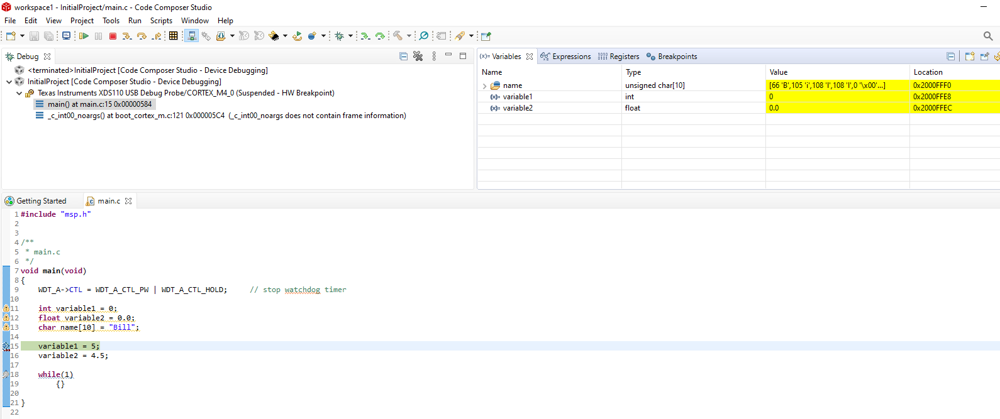 workspace1 - InitialProject/main.c - Code Composer Studio
File Edit View Project Tools Run Scripts Window Help
Debug
<terminated>InitialProject [Code Composer Studio - Device Debugging]
InitialProject [Code Composer Studio - Device Debugging]
Texas Instruments XDS110 USB Debug Probe/CORTEX_M4_0 (Suspended - HW Breakpoint)
main() at main.c:15 0x00000584
_c_int00_noargs() at boot_cortex_m.c:121 0x000005C4 (_c_int00_noargs does not contain frame information)
(x)= Variables Expressions 1010 0101 Registers Breakpoints
Name Type Value Location
name unsigned char[10] [66 'B',105 'i',108 'l',108 'l',0 '\x00'...] 0x2000FFF0
(x)= variable1 int 0 0x2000FFE8
(x)= variable2 float 0.0 0x2000FFEC
Getting Started main.c
1 #include "msp.h"
2
3
4 /**
5 * main.c
6 */
7 void main(void)
8 {
9 WDT_A->CTL = WDT_A_CTL_PW | WDT_A_CTL_HOLD; // stop watchdog timer
10
11 int variable1 = 0;
12 float variable2 = 0.0;
13 char name[10] = "Bill";
14
15 variable1 = 5;
16 variable2 = 4.5;
17
18 while(1)
19 {}
20
21 }
22